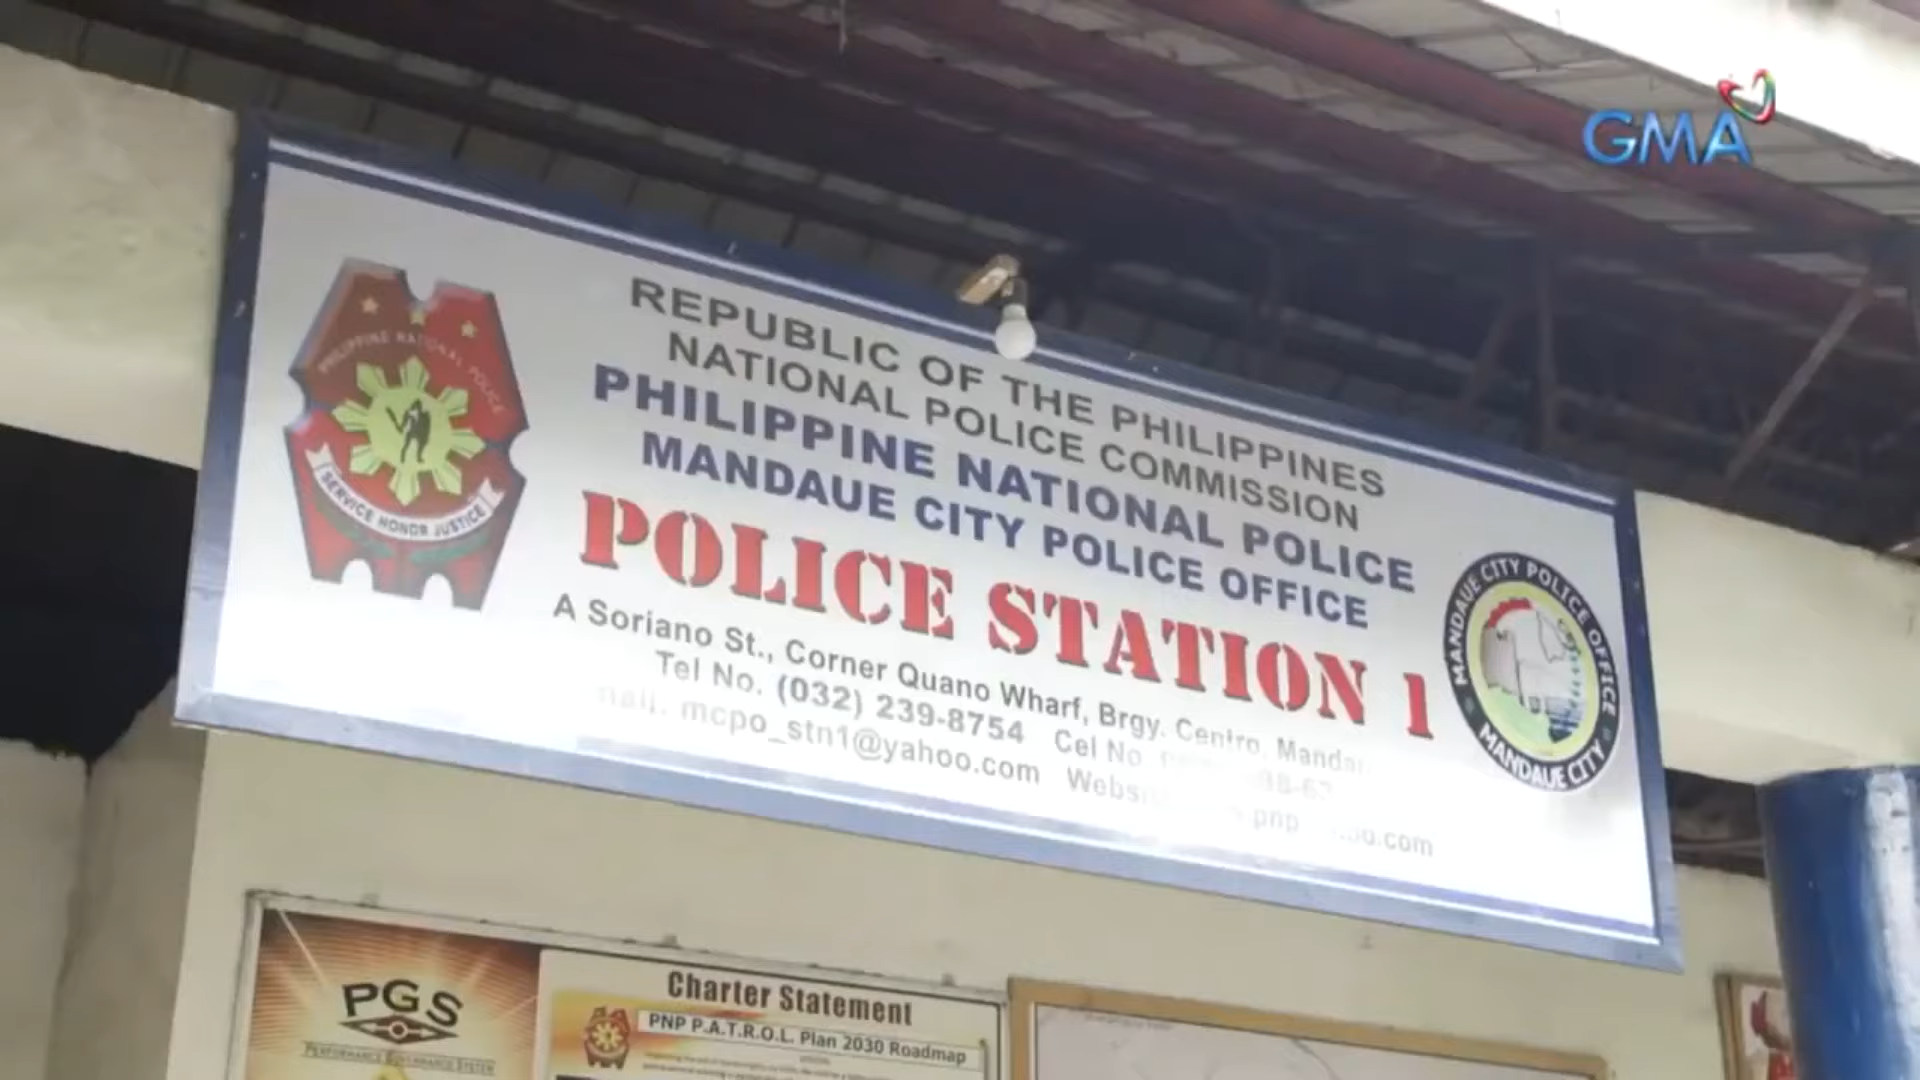 GMA
REPUBLIC OF THE PHILIPPINES
NATIONAL POLICE COMMISSION
PHILIPPINE NATIONAL POLICE
MANDAUE CITY POLICE OFFICE
POLICE STATION 1
A Soriano St., Corner Quano Wharf, Brgy. Centro, Mandau
Tel No. (032) 239-8754 Cel No
mcpo_stn1@yahoo.com
PHILIPPINE NATIONAL POLICE
SERVICE HONOR JUSTICE
MANDAUE CITY POLICE OFFICE
MANDAUE CITY
PGS
PERFORMANCE GOVERNANCE SYSTEM
Charter Statement
PNP P.A.T.R.O.L. Plan 2030 Roadmap